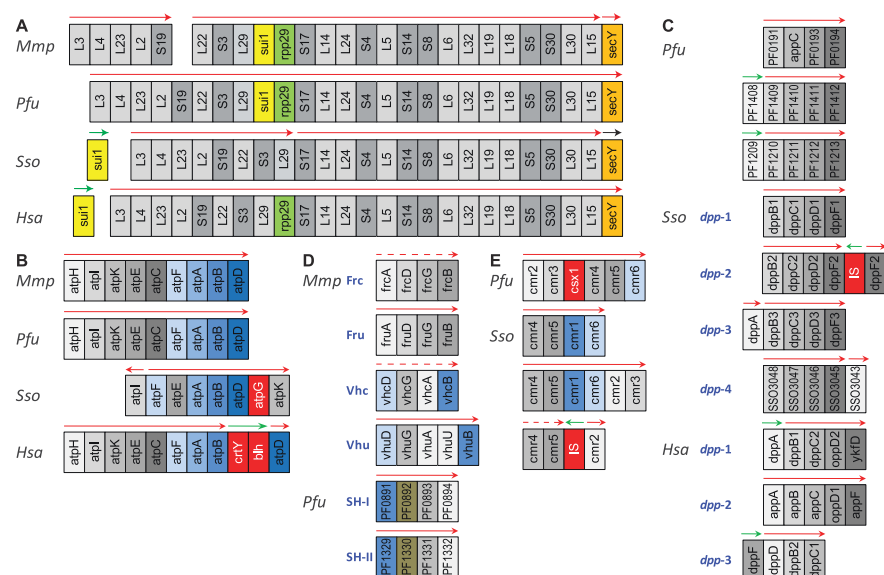 A
Mmp L3 L4 L23 L2 S19 L22 S3 L29 sui1 rpp29 S17 L14 L24 S4 L5 S14 S8 L6 L32 L19 L18 S5 S30 L30 L15 secY
Pfu L3 L4 L23 L2 S19 L22 S3 L29 sui1 rpp29 S17 L14 L24 S4 L5 S14 S8 L6 L32 L19 L18 S5 S30 L30 L15 secY
Sso sui1 L3 L4 L23 L2 S19 L22 S3 L29 S17 L14 L24 S4 L5 S14 S8 L6 L32 L19 L18 S5 S30 L30 L15 secY
Hsa sui1 L3 L4 L23 L2 S19 L22 S3 L29 rpp29 S17 L14 L24 S4 L5 S14 S8 L6 L32 L19 L18 S5 S30 L30 L15 secY
B
Mmp atpH atpI atpK atpE atpC atpF atpA atpB atpD
Pfu atpH atpI atpK atpE atpC atpF atpA atpB atpD
Sso atpI atpF atpE atpA atpB atpD atpG atpK
Hsa atpH atpI atpK atpE atpC atpF atpA atpB crtY blh atpD
D
Mmp Frc frcA frcD frcG frcB
Fru fruA fruD fruG fruB
Vhc vhcD vhcG vhcA vhcB
Vhu vhuD vhuG vhuA vhuU vhuB
Pfu SH-I PF0891 PF0892 PF0893 PF0894
SH-II PF1329 PF1330 PF1331 PF1332
E
Pfu cmr2 cmr3 csx1 cmr4 cmr5 cmr6
Sso cmr4 cmr5 cmr1 cmr6
cmr4 cmr5 cmr1 cmr6 cmr2 cmr3
cmr4 cmr5 IS cmr2
C
Pfu PF0191 appC PF0193 PF0194
PF1408 PF1409 PF1410 PF1411 PF1412
PF1209 PF1210 PF1211 PF1212 PF1213
Sso dpp-1 dppB1 dppC1 dppD1 dppF1
dpp-2 dppB2 dppC2 dppD2 dppF2 IS dppF2
dpp-3 dppA dppB3 dppC3 dppD3 dppF3
dpp-4 SSO3048 SSO3047 SSO3046 SSO3045 SSO3043
Hsa dpp-1 dppA dppB1 dppC2 oppD2 ykfD
dpp-2 appA appB appC oppD1 appF
dpp-3 dppF dppD dppB2 dppC1